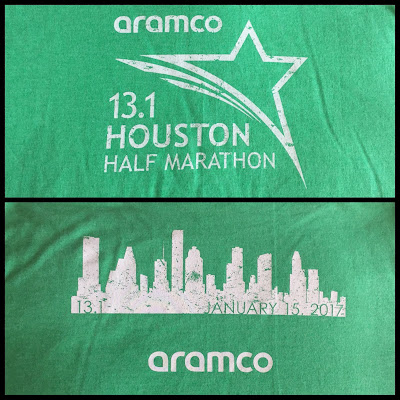 aramco
13.1
HOUSTON
HALF MARATHON
13.1 JANUARY 15, 2017
aramco